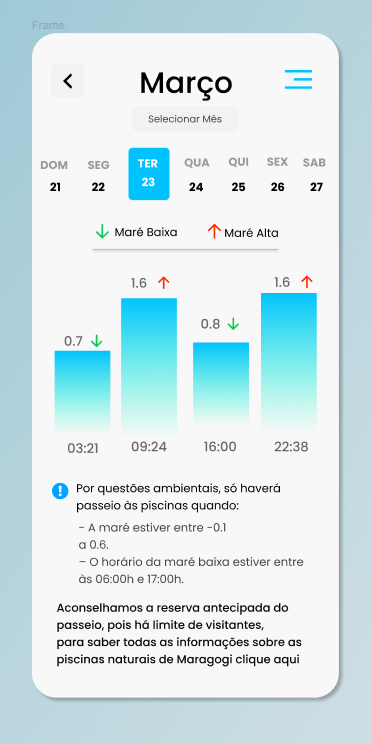 Frame
Março
Selecionar Mês
DOM SEG TER QUA QUI SEX SAB
21 22 23 24 25 26 27
Maré Baixa Maré Alta
0.7 1.6 0.8 1.6
03:21 09:24 16:00 22:38
Por questões ambientais, só haverá
passeio às piscinas quando:
- A maré estiver entre -0.1
a 0.6.
– O horário da maré baixa estiver entre
às 06:00h e 17:00h.
Aconselhamos a reserva antecipada do
passeio, pois há limite de visitantes,
para saber todas as informações sobre as
piscinas naturais de Maragogi clique aqui